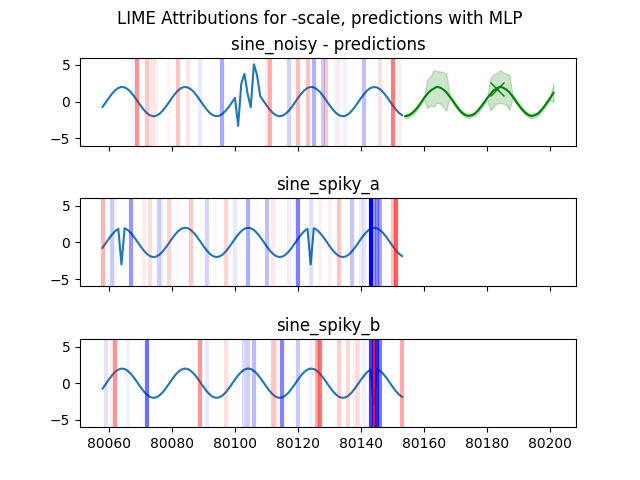 LIME Attributions for -scale, predictions with MLP
sine_noisy - predictions
5
0
−5
sine_spiky_a
5
0
−5
sine_spiky_b
5
0
−5
80060 80080 80100 80120 80140 80160 80180 80200